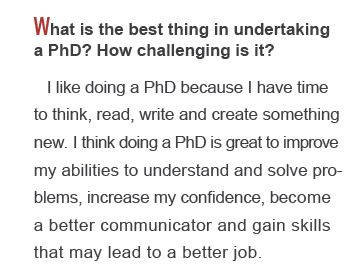 What is the best thing in undertaking
a PhD? How challenging is it?
I like doing a PhD because I have time
to think, read, write and create something
new. I think doing a PhD is great to improve
my abilities to understand and solve pro-
blems, increase my confidence, become
a better communicator and gain skills
that may lead to a better job.